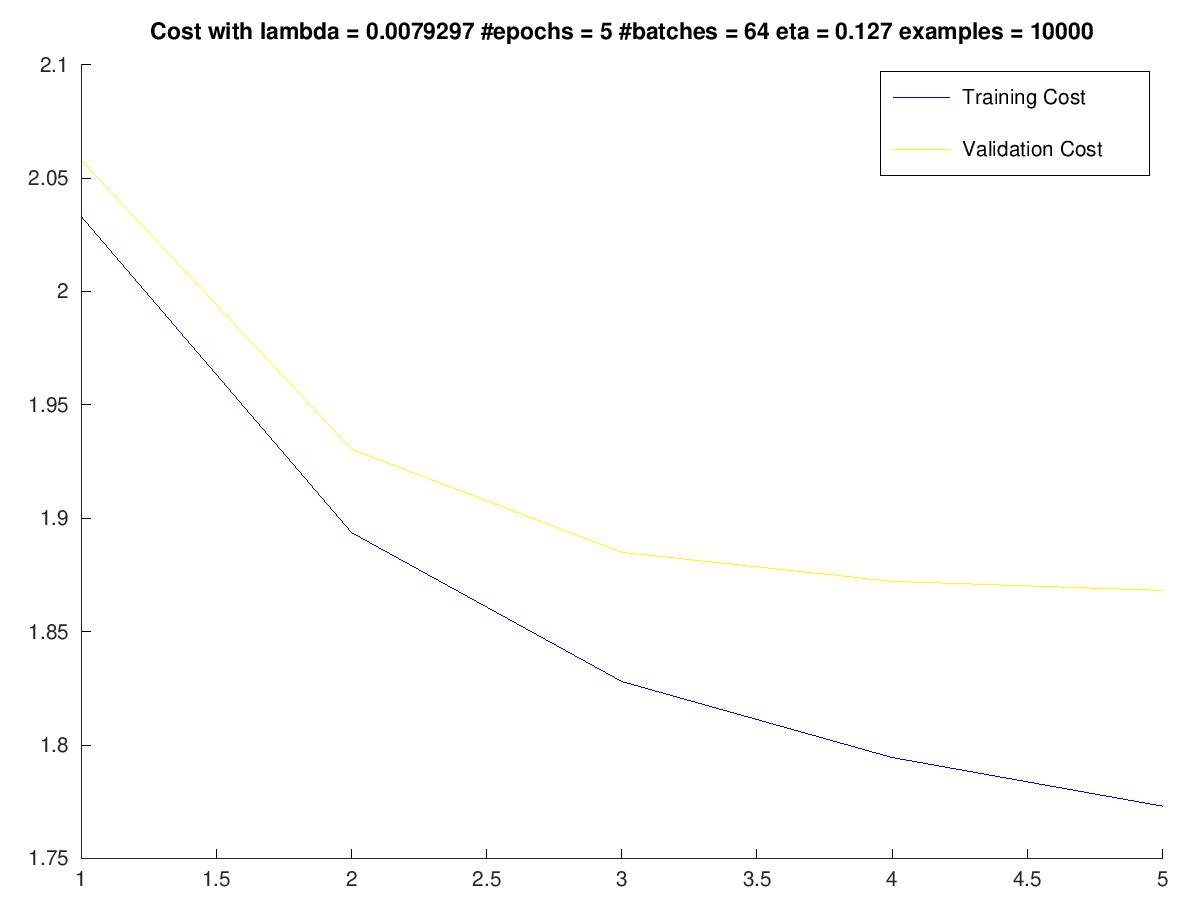 Cost with lambda = 0.0079297 #epochs = 5 #batches = 64 eta = 0.127 examples = 10000
2.1
Training Cost
Validation Cost
2.05
2
1.95
1.9
1.85
1.8
1.75
1 1.5 2 2.5 3 3.5 4 4.5 5